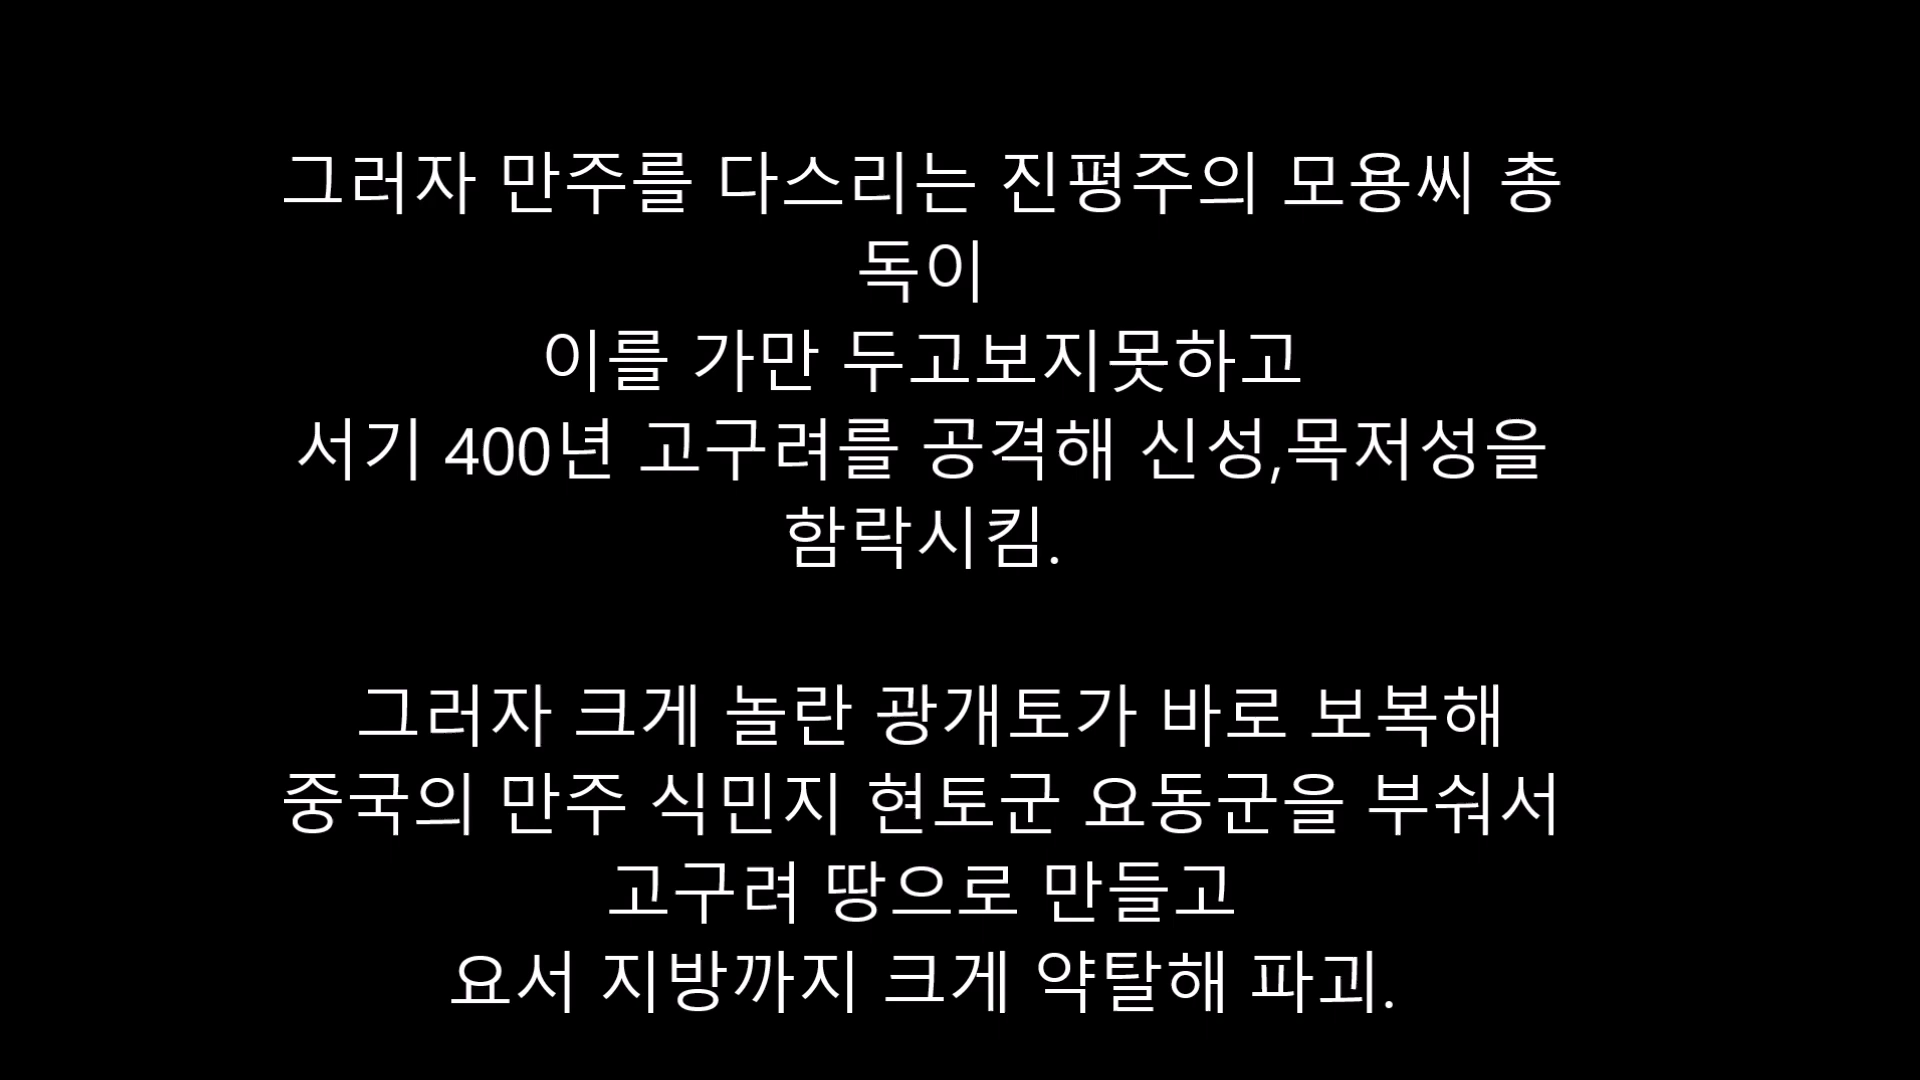 그러자 만주를 다스리는 진평주의 모용씨 총
독이
이를 가만 두고보지못하고
서기 400년 고구려를 공격해 신성,목저성을
함락시킴.
그러자 크게 놀란 광개토가 바로 보복해
중국의 만주 식민지 현토군 요동군을 부숴서
고구려 땅으로 만들고
요서 지방까지 크게 약탈해 파괴.